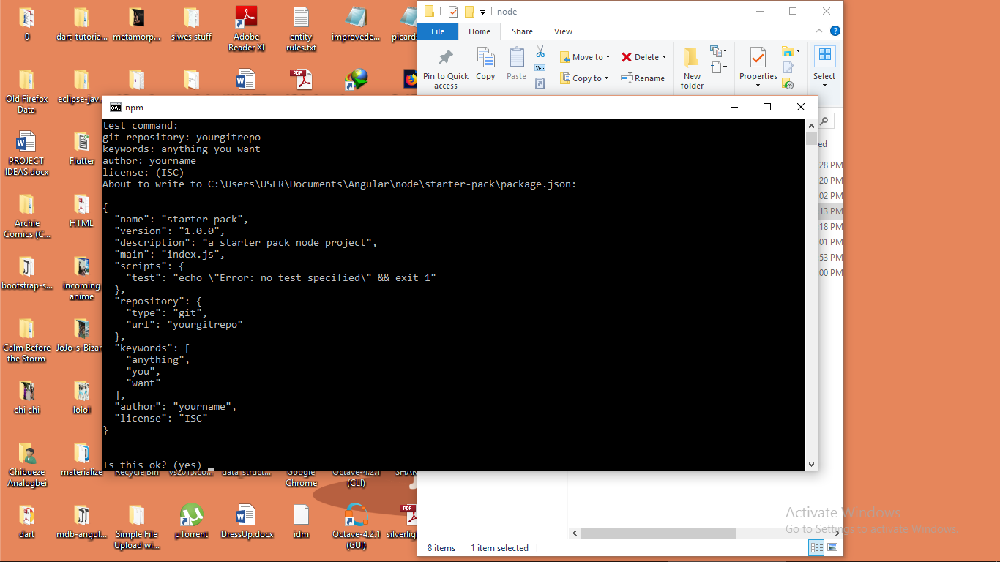 0
dart-tutoria...
metamorp...
siwes stuff
Adobe
Reader XI
entity
rules.txt
improvede...
Old Firefox
Data
eclipse-jav...
PROJECT
IDEAS.docx
Flutter
Archie
Comics (C...
HTML
bootstrap-s...
incoming
anime
Calm Before
the Storm
JoJo-s-Bizar
chi chi
lolol
Chibueze
Analogbei
materialize
Recycle Bin
Google
Chrome
Octave-4.2.1
(CLI)
dart
mdb-angul...
Simple File
Upload wi...
µTorrent
DressUp.docx
idm
Octave-4.2.1
(GUI)
silverligh
node
File
Home
Share
View
Pin to Quick
access
Copy
Paste
Move to
Copy to
Delete
Rename
New
folder
Properties
Select
npm
test command:
git repository: yourgitrepo
keywords: anything you want
author: yourname
license: (ISC)
About to write to C:\Users\USER\Documents\Angular\node\starter-pack\package.json:
{
"name": "starter-pack",
"version": "1.0.0",
"description": "a starter pack node project",
"main": "index.js",
"scripts": {
"test": "echo \"Error: no test specified\" && exit 1"
},
"repository": {
"type": "git",
"url": "yourgitrepo"
},
"keywords": [
"anything",
"you",
"want"
],
"author": "yourname",
"license": "ISC"
}
Is this ok? (yes)
ed
28 PM
20 PM
02 PM
13 PM
18 PM
01 PM
53 PM
00 PM
Activate Windows
Go to Settings to activate Windows.
8 items
1 item selected